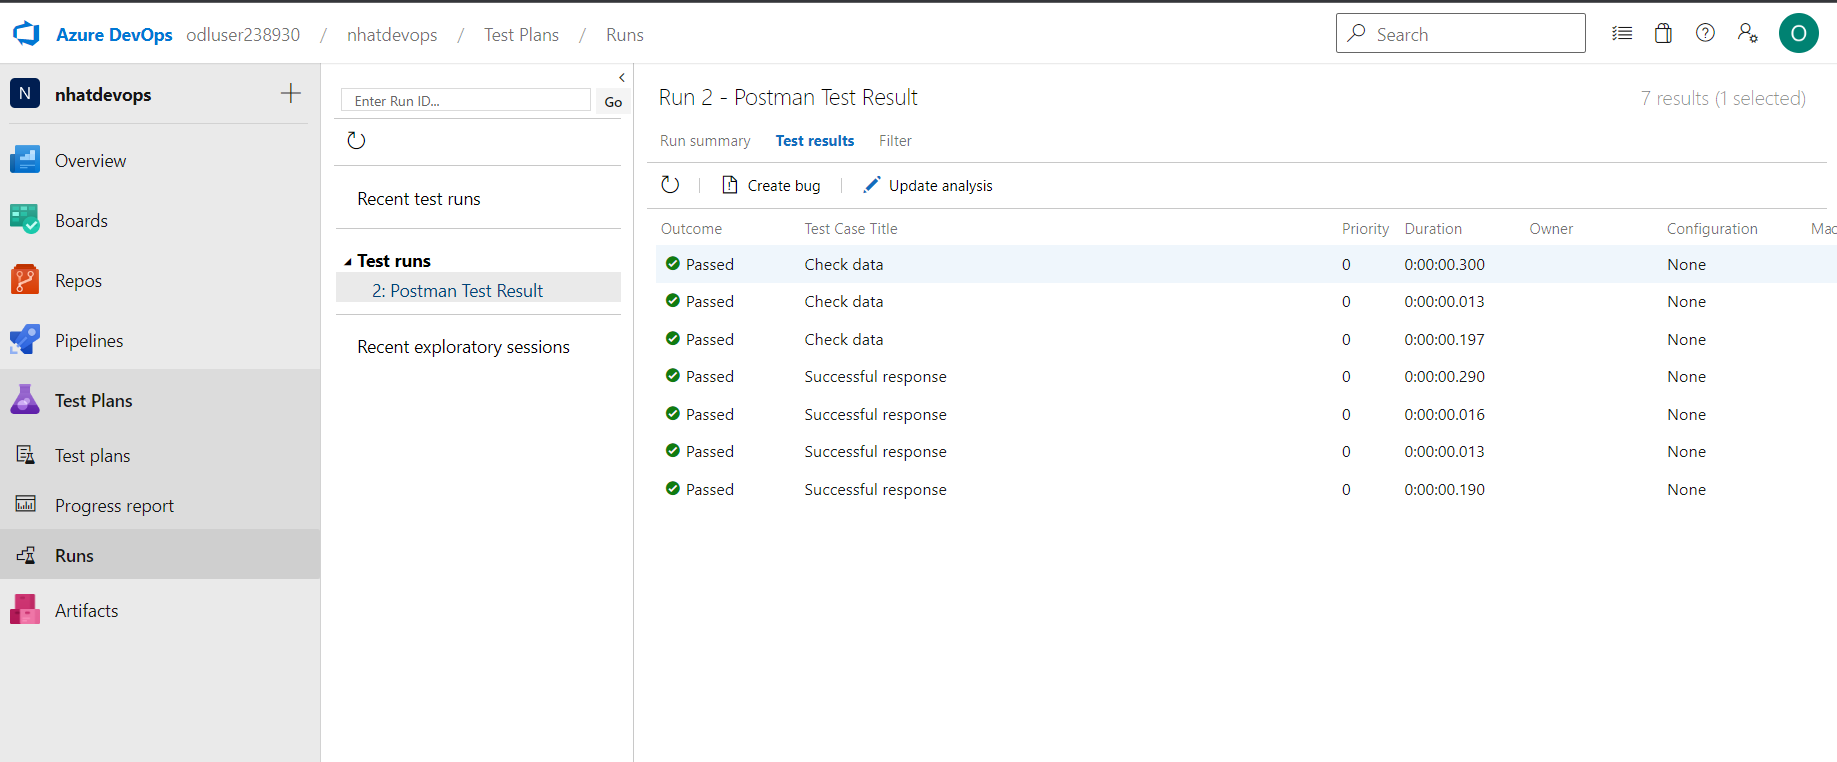 Azure DevOps odluser238930 / nhatdevops / Test Plans / Runs
Search
O
N nhatdevops
Overview
Boards
Repos
Pipelines
Test Plans
Test plans
Progress report
Runs
Artifacts
Enter Run ID...
Go
Recent test runs
Test runs
2: Postman Test Result
Recent exploratory sessions
Run 2 - Postman Test Result
7 results (1 selected)
Run summary Test results Filter
Create bug Update analysis
Outcome Test Case Title Priority Duration Owner Configuration Mac
Passed Check data 0 0:00:00.300 None
Passed Check data 0 0:00:00.013 None
Passed Check data 0 0:00:00.197 None
Passed Successful response 0 0:00:00.290 None
Passed Successful response 0 0:00:00.016 None
Passed Successful response 0 0:00:00.013 None
Passed Successful response 0 0:00:00.190 None